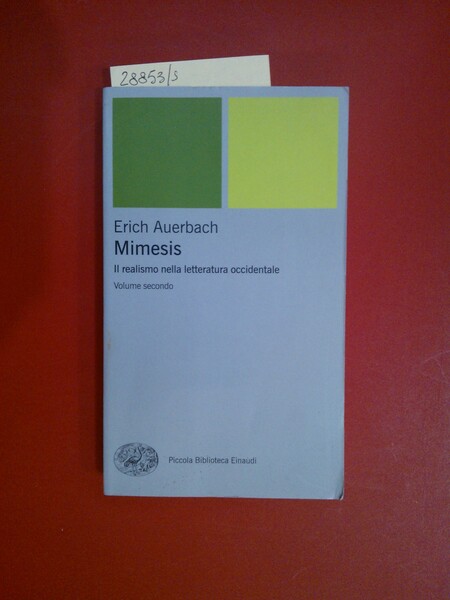 28853/s
Erich Auerbach
Mimesis
Il realismo nella letteratura occidentale
Volume secondo
Piccola Biblioteca Einaudi